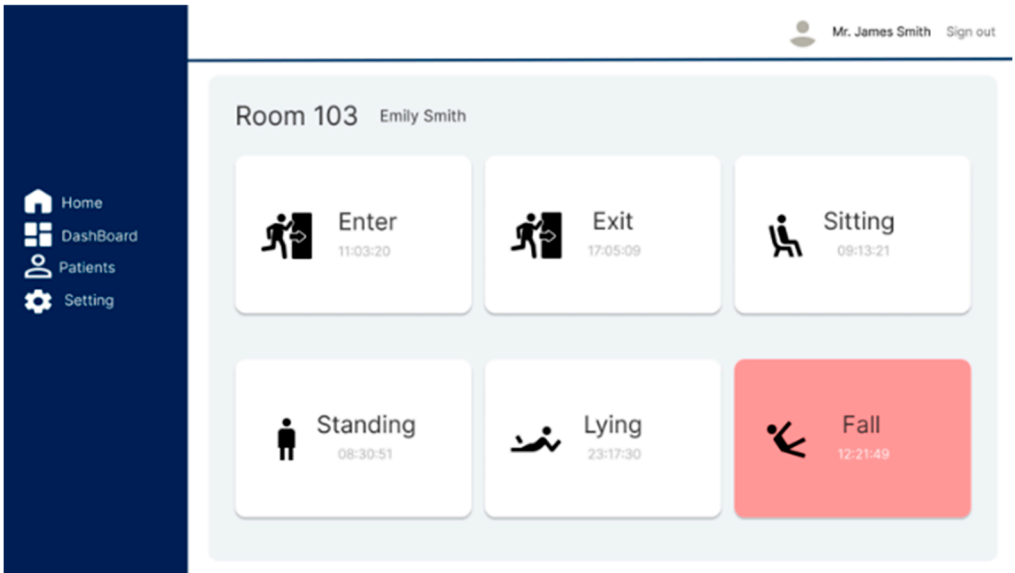 Mr. James Smith Sign out
Home
DashBoard
Patients
Setting
Room 103 Emily Smith
Enter
11:03:20
Exit
17:05:09
Sitting
09:13:21
Standing
08:30:51
Lying
23:17:30
Fall
12:21:49